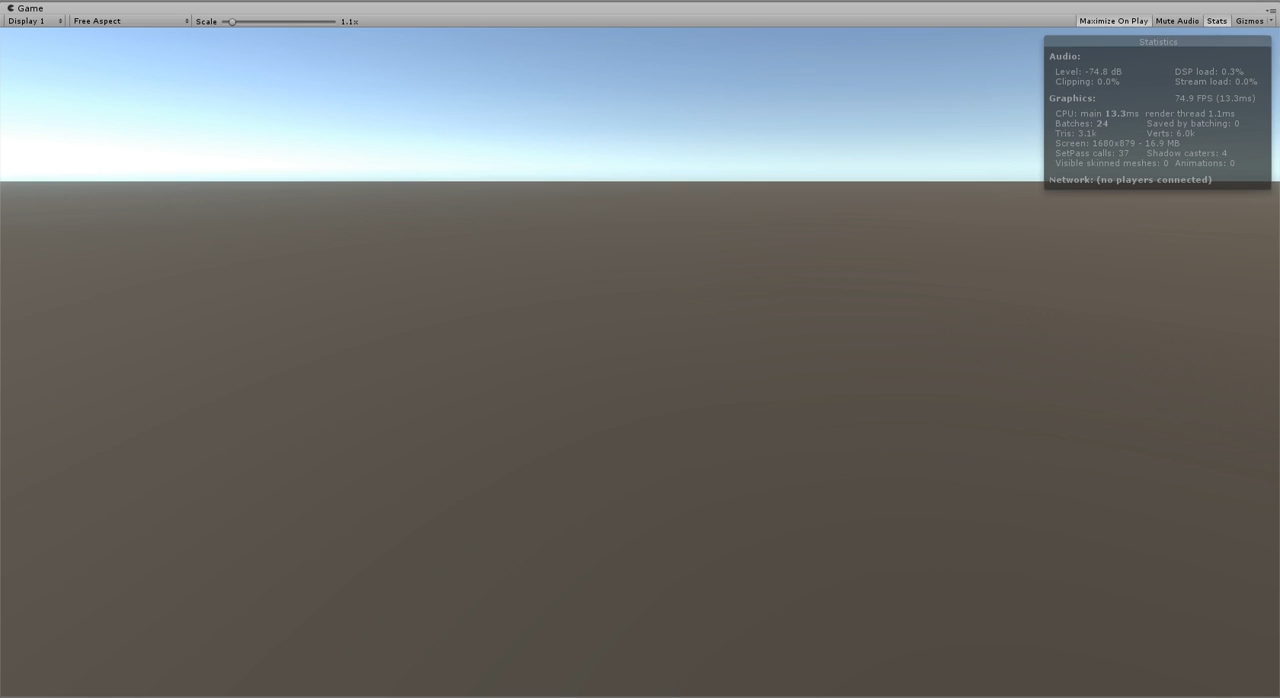 Game
Display 1 Free Aspect Scale 1.1x Maximize On Play Mute Audio Stats Gizmos
Statistics
Audio:
Level: -74.8 dB DSP load: 0.3%
Clipping: 0.0% Stream load: 0.0%
Graphics: 74.9 FPS (13.3ms)
CPU: main 13.3ms render thread 1.1ms
Batches: 24 Saved by batching: 0
Tris: 3.1k Verts: 6.0k
Screen: 1680x879 - 16.9 MB
SetPass calls: 37 Shadow casters: 4
Visible skinned meshes: 0 Animations: 0
Network: (no players connected)